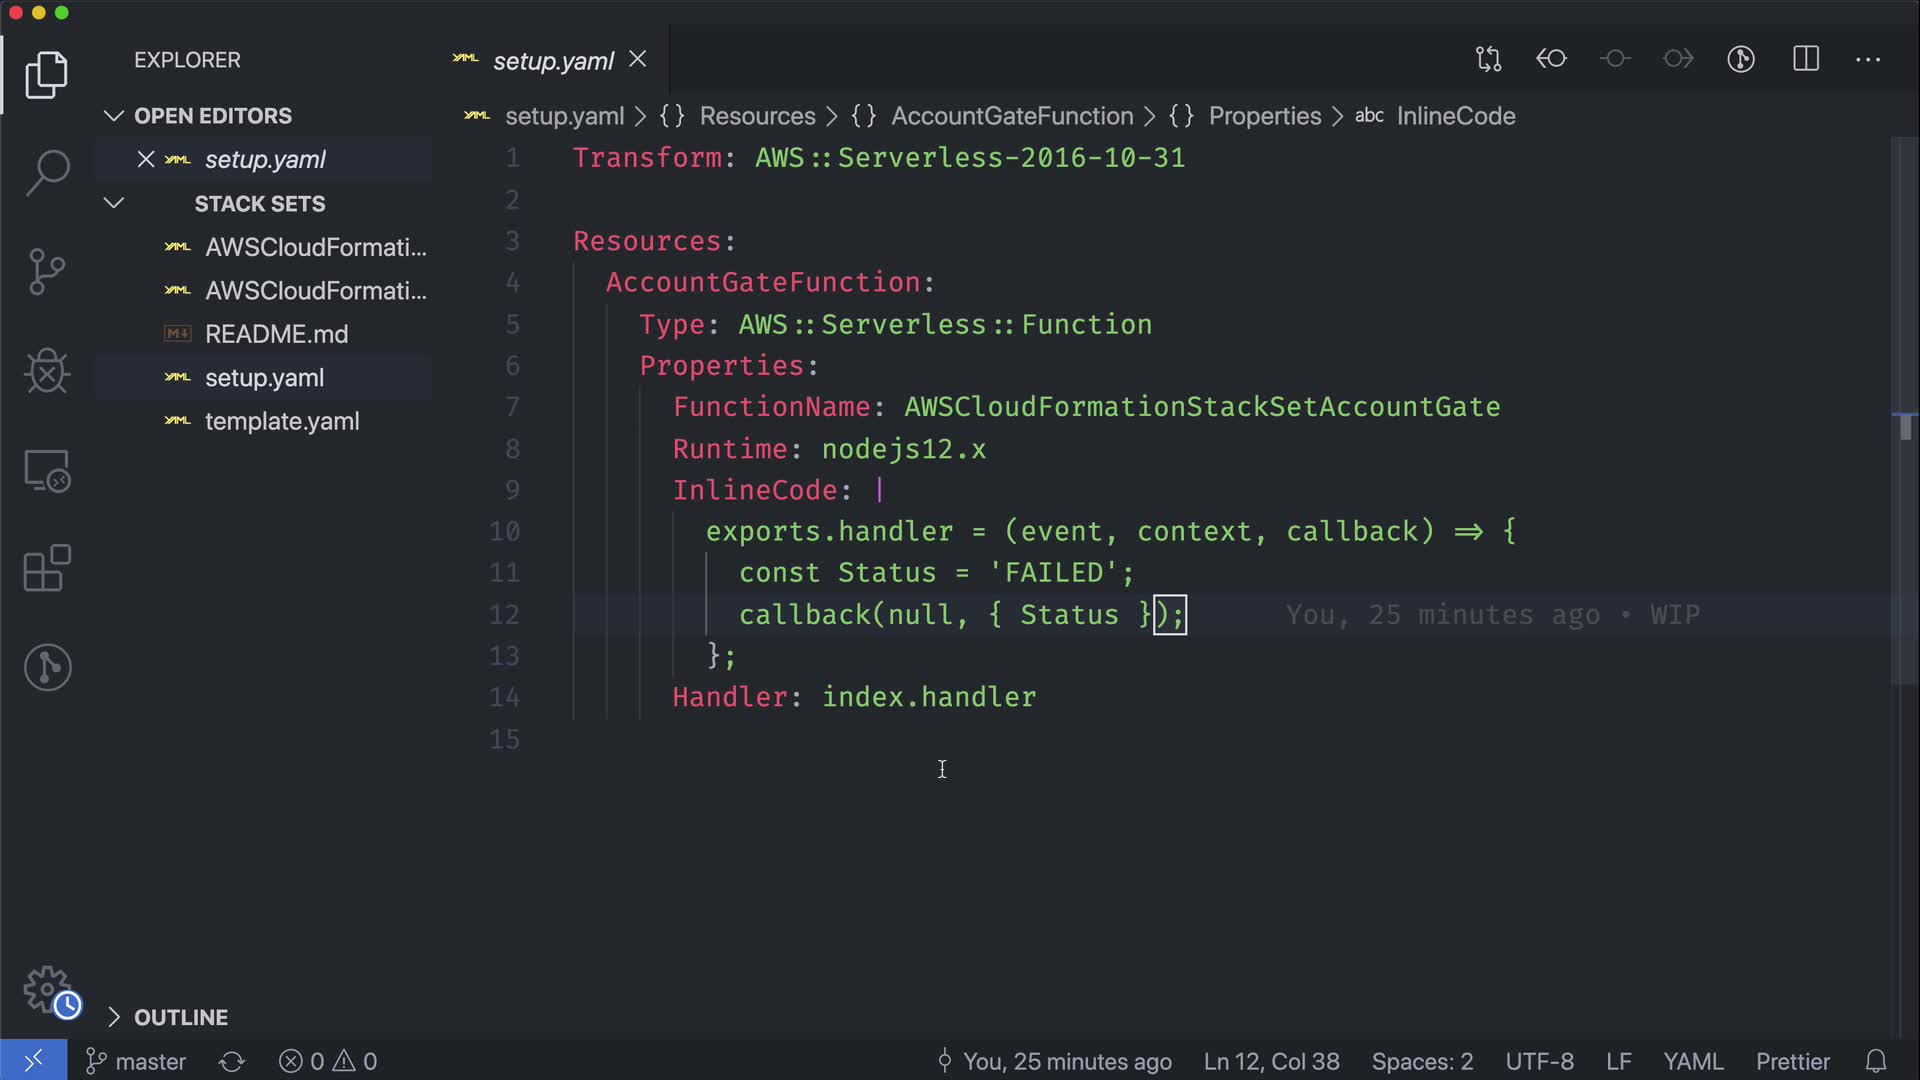 EXPLORER
OPEN EDITORS
setup.yaml
STACK SETS
AWSCloudFormati...
AWSCloudFormati...
README.md
setup.yaml
template.yaml
OUTLINE
setup.yaml
setup.yaml > {} Resources > {} AccountGateFunction > {} Properties > abc InlineCode
1 Transform: AWS::Serverless-2016-10-31
2
3 Resources:
4 AccountGateFunction:
5 Type: AWS::Serverless::Function
6 Properties:
7 FunctionName: AWSCloudFormationStackSetAccountGate
8 Runtime: nodejs12.x
9 InlineCode: |
10 exports.handler = (event, context, callback) => {
11 const Status = 'FAILED';
12 callback(null, { Status }); You, 25 minutes ago • WIP
13 };
14 Handler: index.handler
15
master 0 0 You, 25 minutes ago Ln 12, Col 38 Spaces: 2 UTF-8 LF YAML Prettier